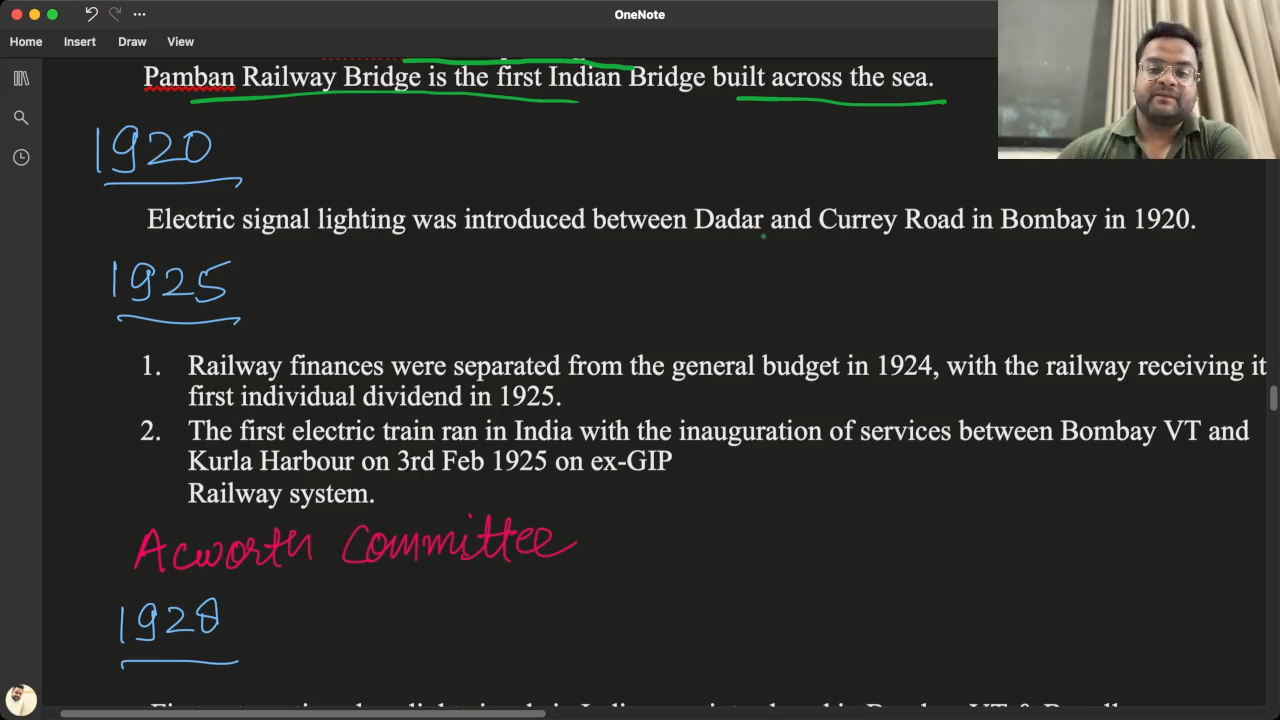 OneNote
Home Insert Draw View
Pamban Railway Bridge is the first Indian Bridge built across the sea.
1920
Electric signal lighting was introduced between Dadar and Currey Road in Bombay in 1920.
1925
1. Railway finances were separated from the general budget in 1924, with the railway receiving it
first individual dividend in 1925.
2. The first electric train ran in India with the inauguration of services between Bombay VT and
Kurla Harbour on 3rd Feb 1925 on ex-GIP
Railway system.
Acworth Committee
1928